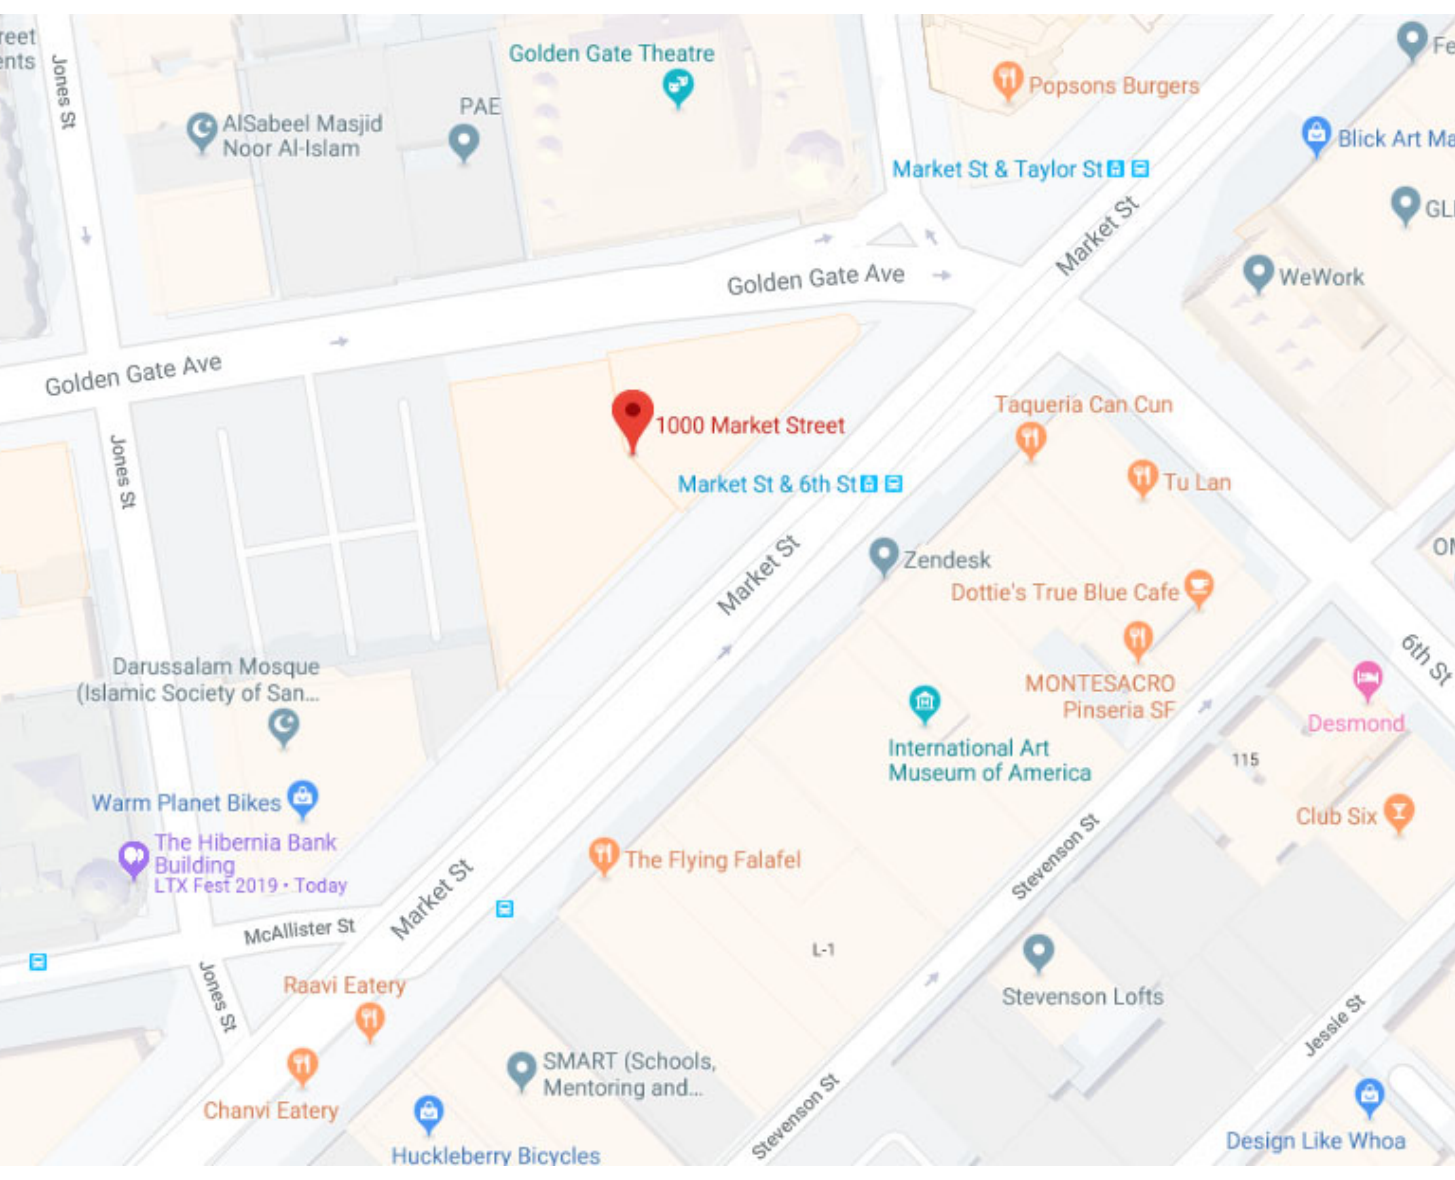 reet
ents
Jones St
Golden Gate Theatre
Popsons Burgers
Fe
AlSabeel Masjid
Noor Al-Islam
PAE
Blick Art Ma
Market St & Taylor St
GLI
Market St
WeWork
Golden Gate Ave
Golden Gate Ave
1000 Market Street
Taqueria Can Cun
Jones St
Market St & 6th St
Tu Lan
Market St
Zendesk
Dottie's True Blue Cafe
6th St
Darussalam Mosque
(Islamic Society of San...
MONTESACRO
Pinseria SF
Desmond
International Art
Museum of America
115
Warm Planet Bikes
Club Six
The Hibernia Bank
Building
LTX Fest 2019 • Today
The Flying Falafel
Stevenson St
Market St
McAllister St
L-1
Jones St
Raavi Eatery
Stevenson Lofts
Jessie St
SMART (Schools,
Mentoring and...
Chanvi Eatery
Stevenson St
Huckleberry Bicycles
Design Like Whoa